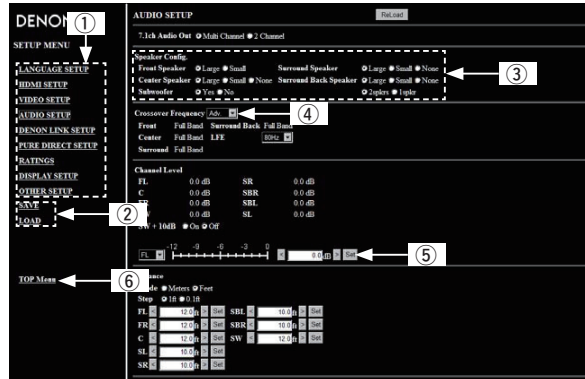 DENON
①
SETUP MENU
LANGUAGE SETUP
HDMI SETUP
VIDEO SETUP
AUDIO SETUP
DENON LINK SETUP
PURE DIRECT SETUP
RATINGS
DISPLAY SETUP
OTHER SETUP
SAVE
LOAD
②
TOP Menu
⑥
AUDIO SETUP ReLoad
7.1ch Audio Out Multi Channel 2 Channel
Speaker Config.
Front Speaker Large Small Surround Speaker Large Small None
Center Speaker Large Small None Surround Back Speaker Large Small None
Subwoofer Yes No 2spkrs 1spkr
③
Crossover Frequency Adv.
④
Front Full Band Surround Back Full Band
Center Full Band LFE 80Hz
Surround Full Band
Channel Level
FL 0.0 dB SR 0.0 dB
C 0.0 dB SBR 0.0 dB
FR 0.0 dB SBL 0.0 dB
0.0 dB SL 0.0 dB
SW + 10dB On Off
FL -12 -9 -6 -3 0 < 0.0 dB > Set
⑤
Meters Feet
Step 1ft 0.1ft
FL < 12.0 ft > Set SBL < 10.0 ft > Set
FR < 12.0 ft > Set SBR < 10.0 ft > Set
C < 12.0 ft > Set SW < 12.0 ft > Set
SL < 10.0 ft > Set
SR < 10.0 ft > Set